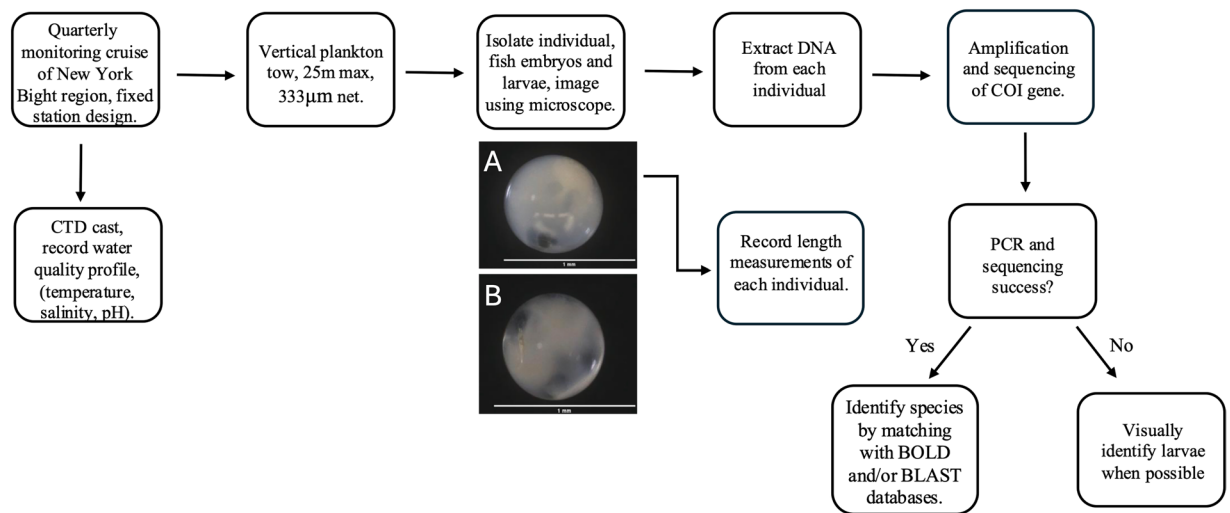 Quarterly
monitoring cruise
of New York
Bight region, fixed
station design.
Vertical plankton
tow, 25m max,
333μm net.
Isolate individual,
fish embryos and
larvae, image
using microscope.
Extract DNA
from each
individual
Amplification
and sequencing
of COI gene.
CTD cast,
record water
quality profile,
(temperature,
salinity, pH).
A
1 mm
B
1 mm
Record length
measurements of
each individual.
PCR and
sequencing
success?
Yes
No
Identify species
by matching
with BOLD
and/or BLAST
databases.
Visually
identify larvae
when possible